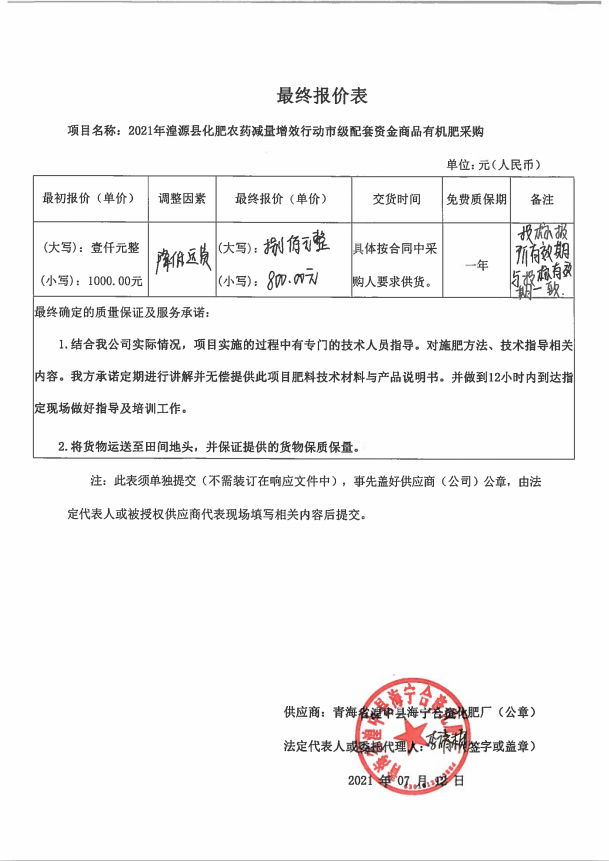 最终报价表
项目名称：2021年湟源县化肥农药减量增效行动市级配套资金商品有机肥采购
单位：元（人民币）
最初报价（单价） 调整因素 最终报价（单价） 交货时间 免费质保期 备注
（大写）：壹仟元整
（小写）：1000.00元
降低运费
（大写）：捌佰元整
（小写）：800.00元
具体按合同中采
购人要求供货。
一年
投标报
所有效期
与投标有效
期一致.
最终确定的质量保证及服务承诺：
1.结合我公司实际情况，项目实施的过程中有专门的技术人员指导。对施肥方法、技术指导相关
内容。我方承诺定期进行讲解并无偿提供此项目肥料技术材料与产品说明书。并做到12小时内到达指
定现场做好指导及培训工作。
2.将货物运送至田间地头，并保证提供的货物保质保量。
注：此表须单独提交（不需装订在响应文件中），事先盖好供应商（公司）公章，由法
定代表人或被授权供应商代表现场填写相关内容后提交。
供应商：青海省湟中县海宁合营化肥厂（公章）
法定代表人或委托代理人：（签字或盖章）
2021 年 07 月 12 日